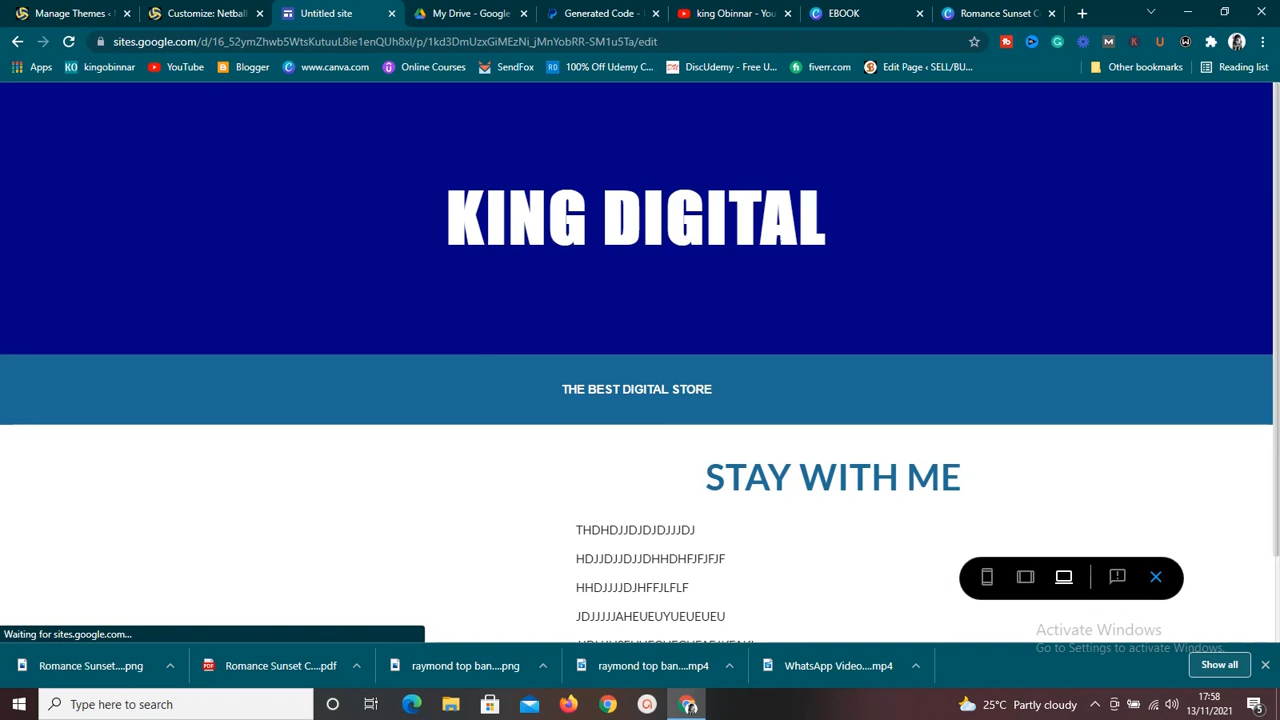 Manage Themes ‹ N
Customize: Netball
Untitled site
My Drive - Google
Generated Code -
king Obinnar - You
EBOOK
Romance Sunset C
sites.google.com/d/16_52ymZhwb5WtsKutuuL8ie1enQUh8xl/p/1kd3DmUzxGiMEzNi_jMnYobRR-SM1u5Ta/edit
Apps
kingobinnar
YouTube
Blogger
www.canva.com
Online Courses
SendFox
100% Off Udemy C...
DiscUdemy - Free U...
fiverr.com
Edit Page ‹ SELL/BU...
Other bookmarks
Reading list
KING DIGITAL
THE BEST DIGITAL STORE
STAY WITH ME
THDHDJJDJDJDJJJDJ
HDJJDJJDJJDHHDHFJFJFJF
HHDJJJJDJHFFJLFLF
JDJJJJJAHEUEUYUEUEUEU
Activate Windows
Go to Settings to activate Windows.
Waiting for sites.google.com...
Romance Sunset....png
Romance Sunset C....pdf
raymond top ban....png
raymond top ban....mp4
WhatsApp Video....mp4
Show all
Type here to search
25°C Partly cloudy
17:58
13/11/2021
5